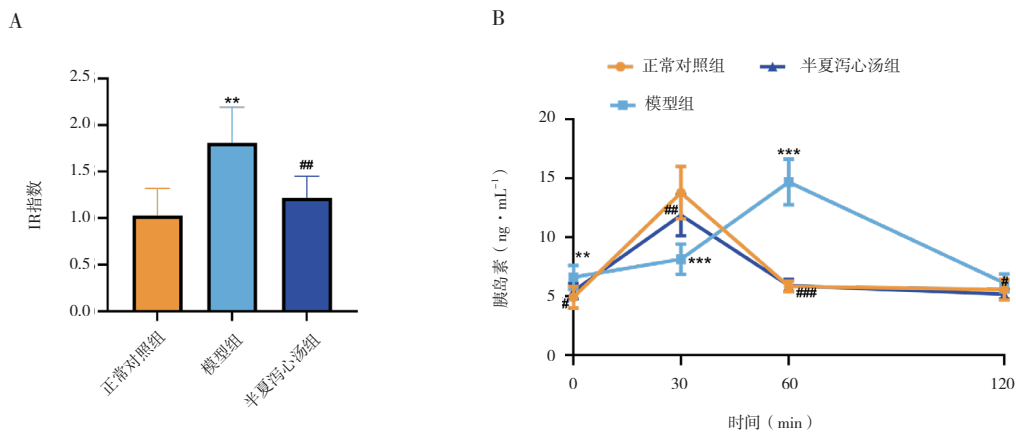 A
IR指数
2.5
2.0
1.5
1.0
0.5
0.0
**
##
正常对照组
模型组
半夏泻心汤组
B
正常对照组
半夏泻心汤组
模型组
胰岛素（ng·mL⁻¹）
20
15
10
5
0
***
##
**
***
#
###
#
0
30
60
120
时间（min）